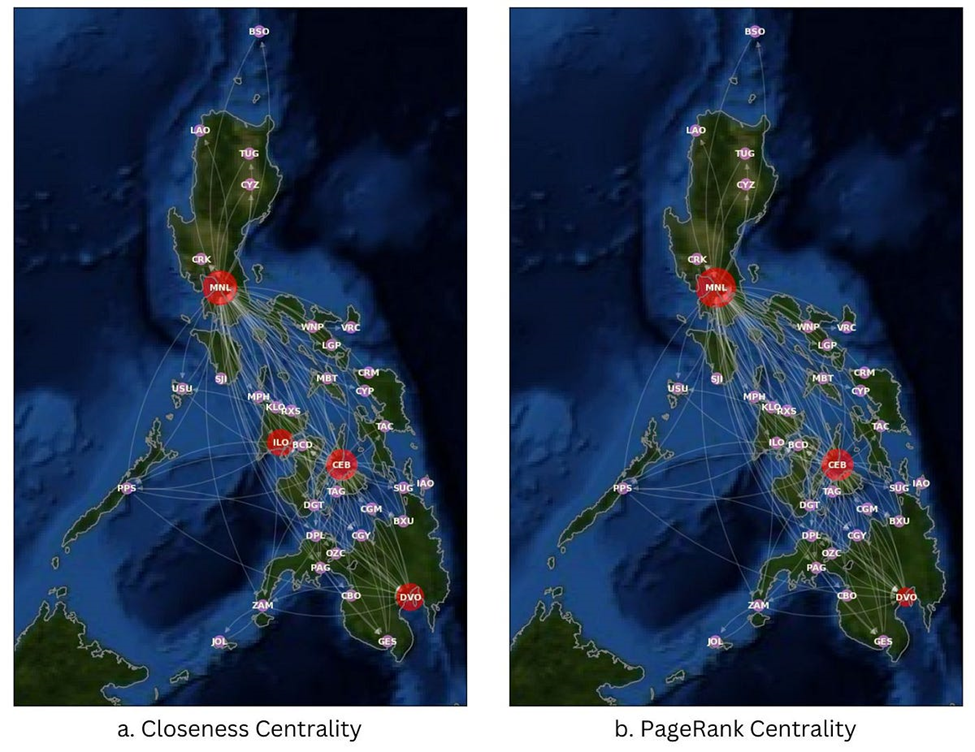 BSO
LAO
TUG
CYZ
CRK
MNL
WNP VRC
LGP
SJI
MBT
CRM
USU
CYP
MPH
KLO
RXS
TAC
ILO
BCD
CEB
PPS
TAG
SUG
IAO
DGT
CGM
BXU
DPL
CGY
OZC
PAG
CBO
DVO
ZAM
JOL
GES
a. Closeness Centrality
BSO
LAO
TUG
CYZ
CRK
MNL
WNP VRC
LGP
SJI
MBT
CRM
USU
CYP
MPH
KLO
RXS
TAC
ILO
BCD
CEB
PPS
TAG
SUG
IAO
DGT
CGM
BXU
DPL
CGY
OZC
PAG
CBO
DVO
ZAM
JOL
GES
b. PageRank Centrality